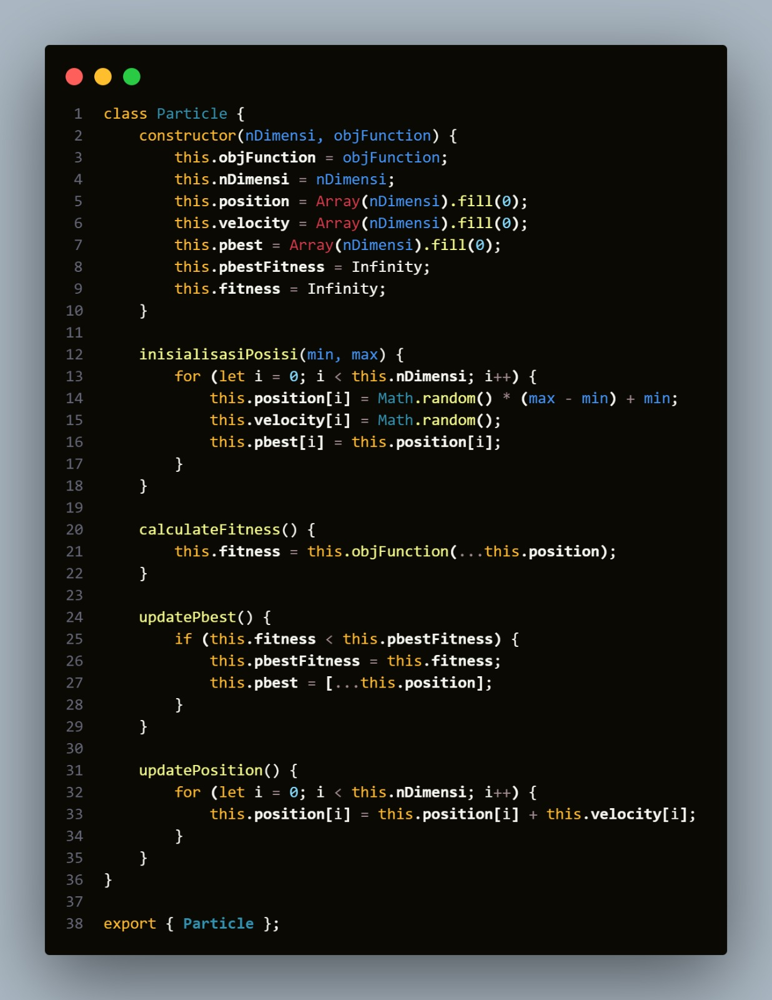 1 class Particle {
2     constructor(nDimensi, objFunction) {
3         this.objFunction = objFunction;
4         this.nDimensi = nDimensi;
5         this.position = Array(nDimensi).fill(0);
6         this.velocity = Array(nDimensi).fill(0);
7         this.pbest = Array(nDimensi).fill(0);
8         this.pbestFitness = Infinity;
9         this.fitness = Infinity;
10     }
11
12     inisialisasiPosisi(min, max) {
13         for (let i = 0; i < this.nDimensi; i++) {
14             this.position[i] = Math.random() * (max - min) + min;
15             this.velocity[i] = Math.random();
16             this.pbest[i] = this.position[i];
17         }
18     }
19
20     calculateFitness() {
21         this.fitness = this.objFunction(...this.position);
22     }
23
24     updatePbest() {
25         if (this.fitness < this.pbestFitness) {
26             this.pbestFitness = this.fitness;
27             this.pbest = [...this.position];
28         }
29     }
30
31     updatePosition() {
32         for (let i = 0; i < this.nDimensi; i++) {
33             this.position[i] = this.position[i] + this.velocity[i];
34         }
35     }
36 }
37
38 export { Particle };